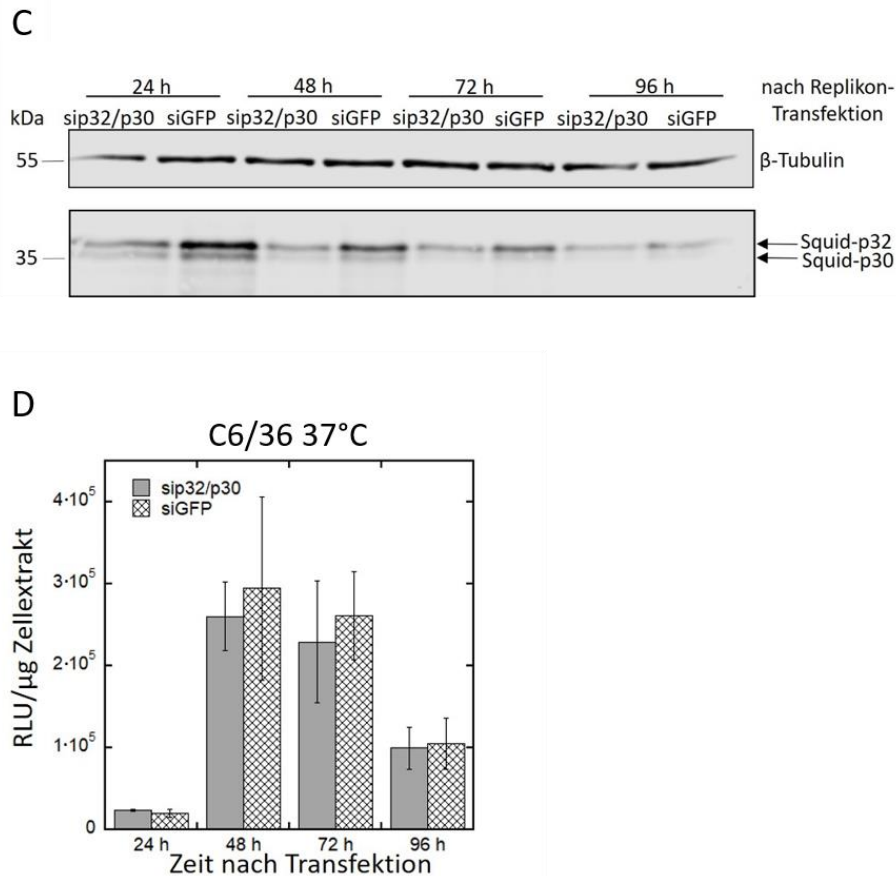 C
24 h 48 h 72 h 96 h nach Replikon-
kDa sip32/p30 siGFP sip32/p30 siGFP sip32/p30 siGFP sip32/p30 siGFP Transfektion
55 β-Tubulin
Squid-p32
35 Squid-p30
D
C6/36 37°C
sip32/p30
siGFP
4·10⁵
3·10⁵
2·10⁵
1·10⁵
0
RLU/µg Zellextrakt
24 h 48 h 72 h 96 h
Zeit nach Transfektion